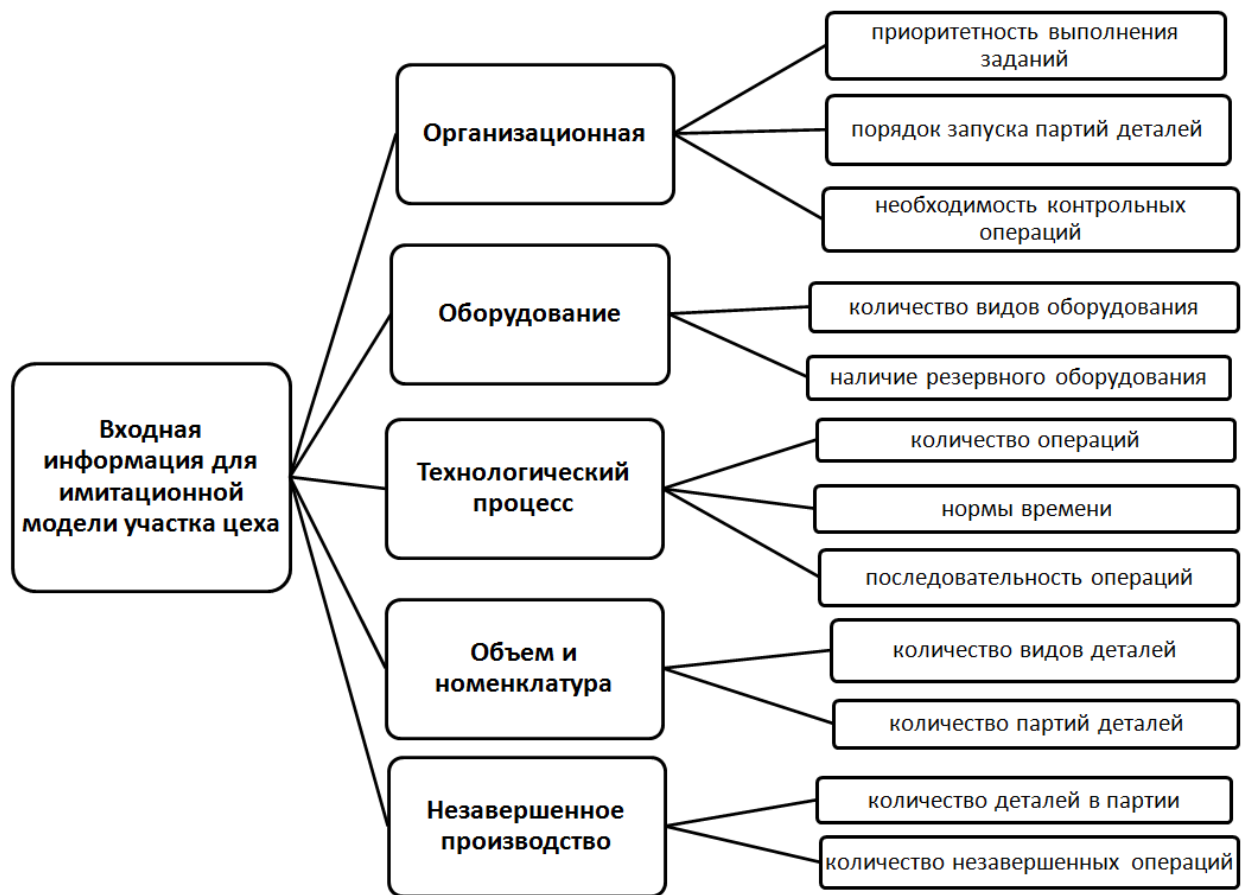 Входная
информация для
имитационной
модели участка цеха
Организационная
приоритетность выполнения
заданий
порядок запуска партий деталей
необходимость контрольных
операций
Оборудование
количество видов оборудования
наличие резервного оборудования
Технологический
процесс
количество операций
нормы времени
последовательность операций
Объем и
номенклатура
количество видов деталей
количество партий деталей
Незавершенное
производство
количество деталей в партии
количество незавершенных операций